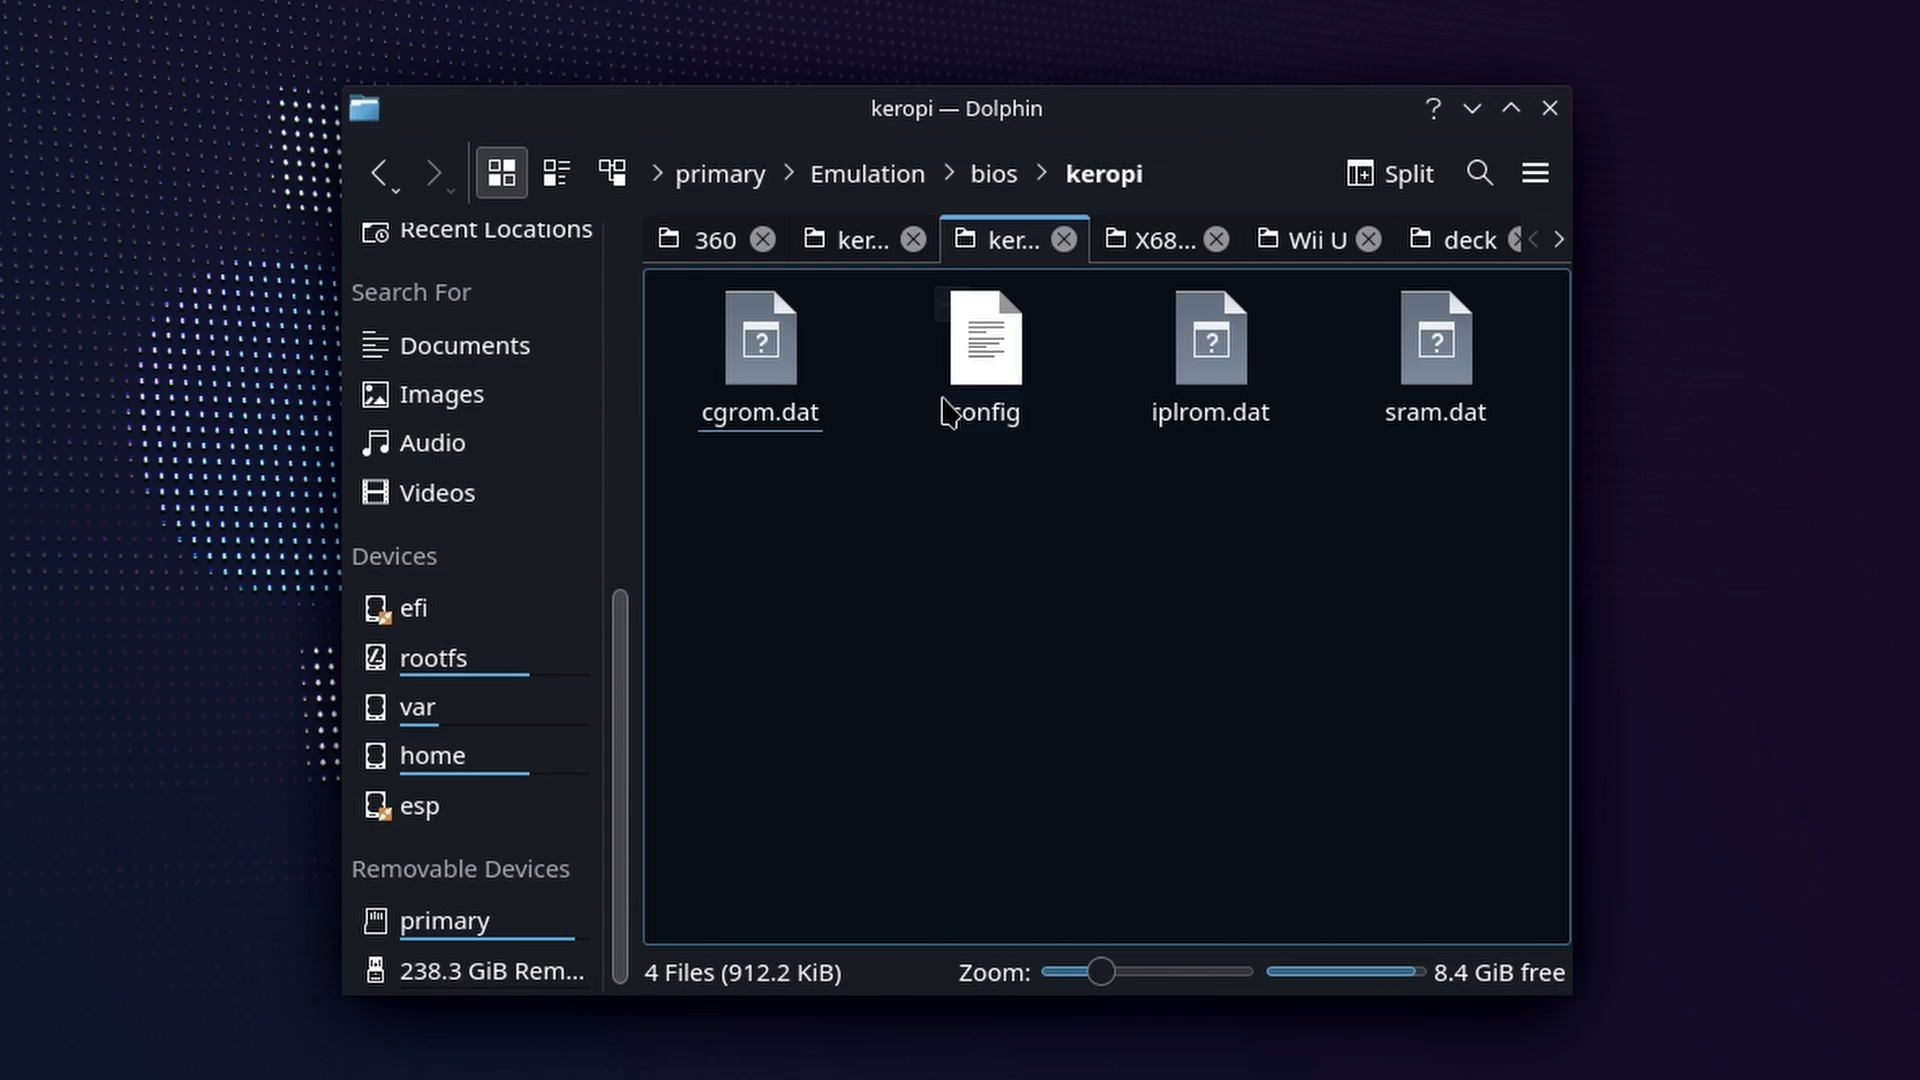 keropi — Dolphin
primary
Emulation
bios
keropi
Split
360
ker...
ker...
X68...
Wii U
deck
Recent Locations
Search For
Documents
Images
Audio
Videos
Devices
efi
rootfs
var
home
esp
Removable Devices
primary
238.3 GiB Rem...
cgrom.dat
config
iplrom.dat
sram.dat
4 Files (912.2 KiB)
Zoom:
8.4 GiB free